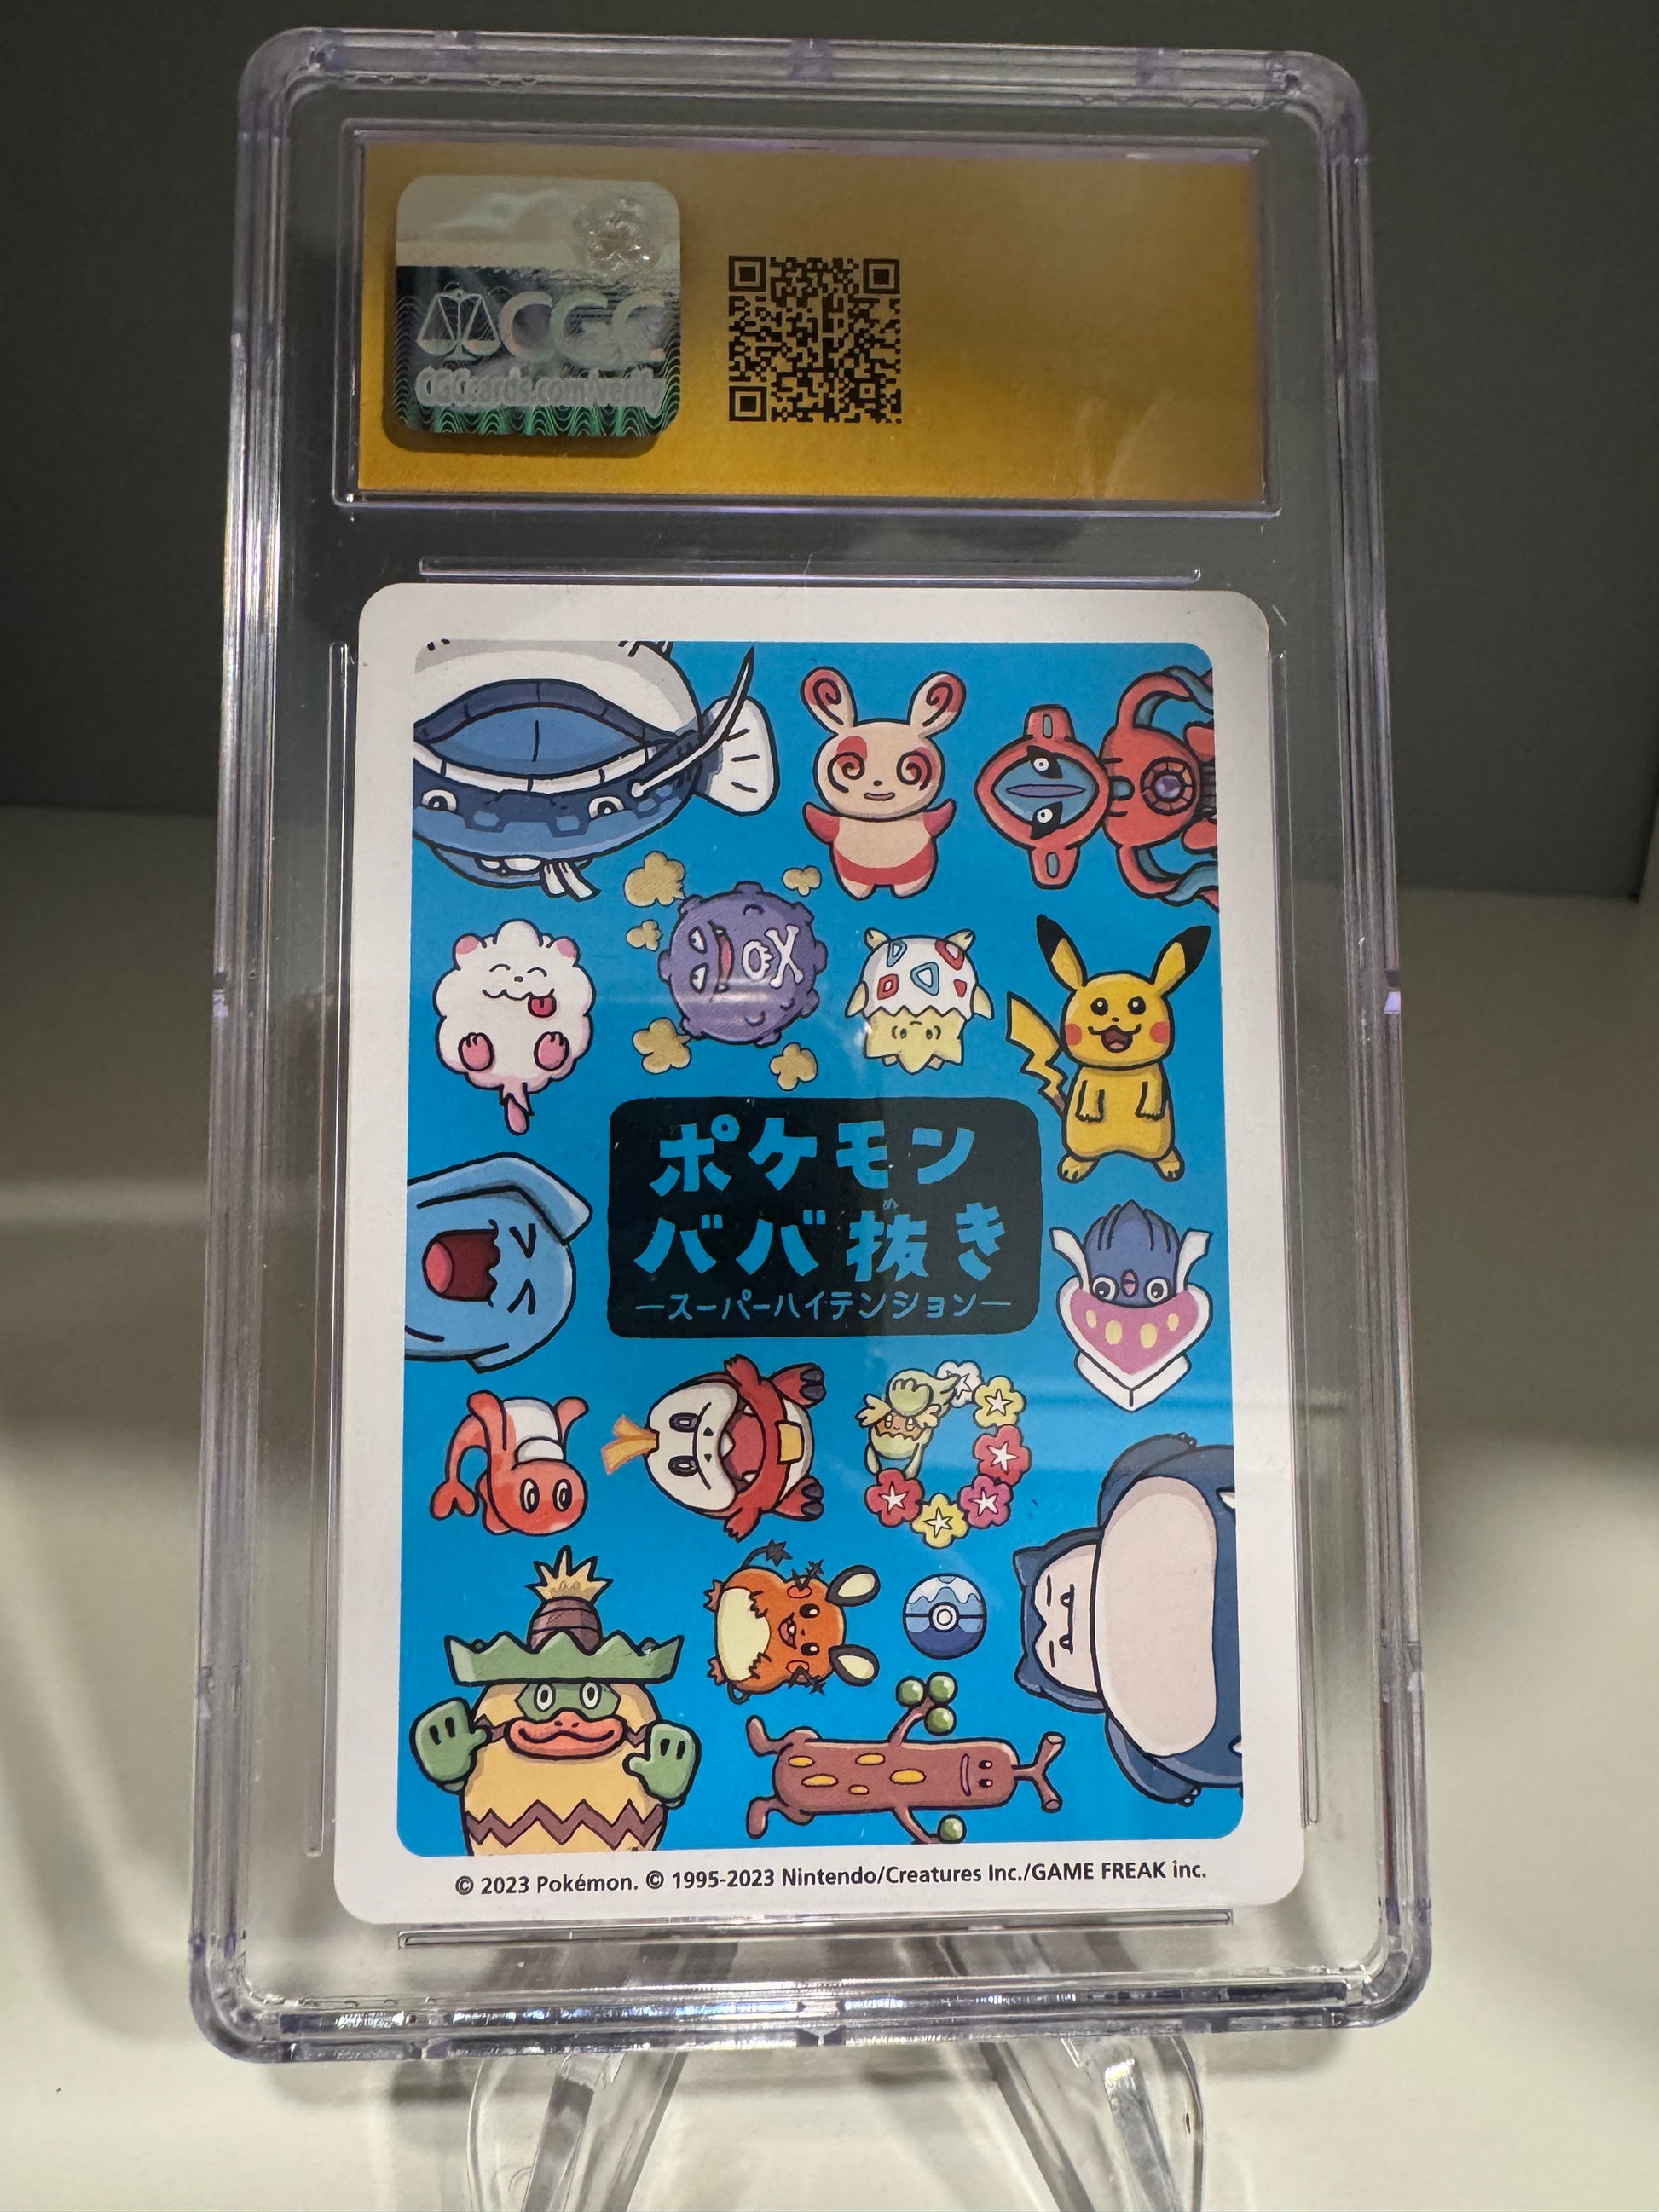 CGC
CGCcards.com/verify
ポケモン
ババ抜き
め
―スーパーハイテンション―
© 2023 Pokémon. © 1995-2023 Nintendo/Creatures Inc./GAME FREAK inc.